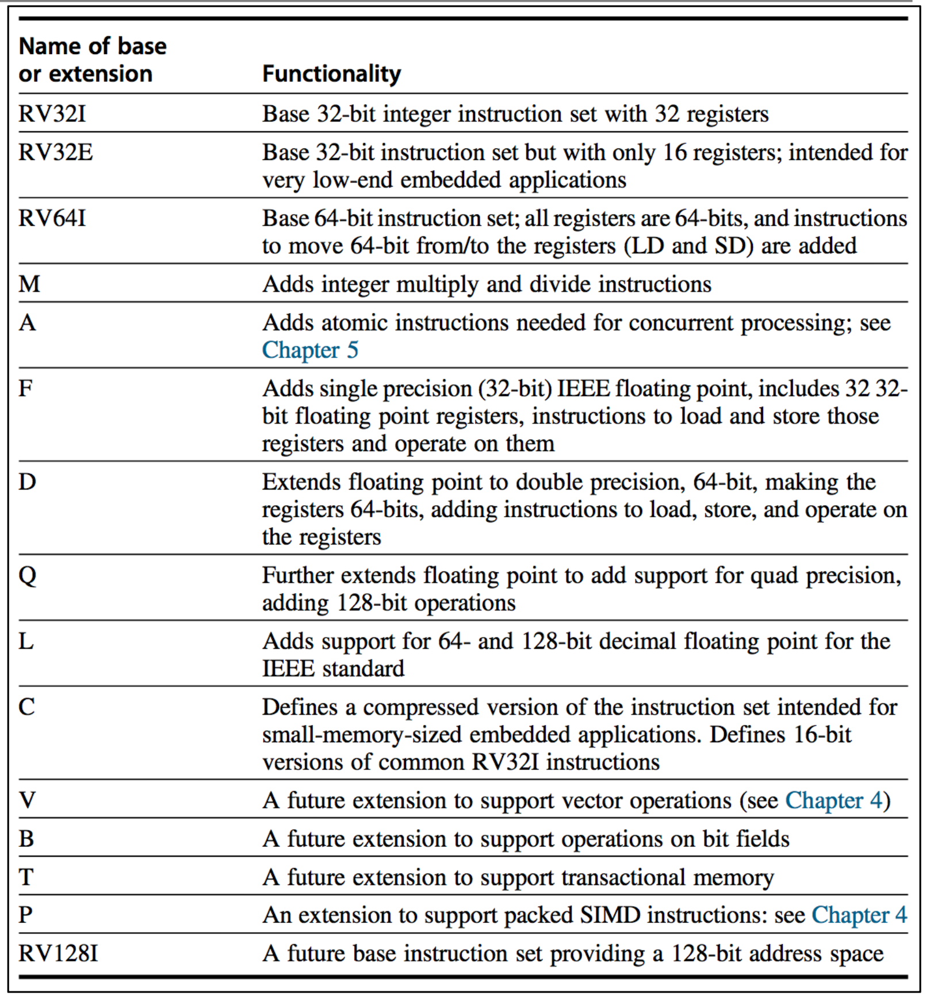 Name of base
or extension
Functionality
RV32I
Base 32-bit integer instruction set with 32 registers
RV32E
Base 32-bit instruction set but with only 16 registers; intended for
very low-end embedded applications
RV64I
Base 64-bit instruction set; all registers are 64-bits, and instructions
to move 64-bit from/to the registers (LD and SD) are added
M
Adds integer multiply and divide instructions
A
Adds atomic instructions needed for concurrent processing; see
Chapter 5
F
Adds single precision (32-bit) IEEE floating point, includes 32 32-
bit floating point registers, instructions to load and store those
registers and operate on them
D
Extends floating point to double precision, 64-bit, making the
registers 64-bits, adding instructions to load, store, and operate on
the registers
Q
Further extends floating point to add support for quad precision,
adding 128-bit operations
L
Adds support for 64- and 128-bit decimal floating point for the
IEEE standard
C
Defines a compressed version of the instruction set intended for
small-memory-sized embedded applications. Defines 16-bit
versions of common RV32I instructions
V
A future extension to support vector operations (see Chapter 4)
B
A future extension to support operations on bit fields
T
A future extension to support transactional memory
P
An extension to support packed SIMD instructions: see Chapter 4
RV128I
A future base instruction set providing a 128-bit address space